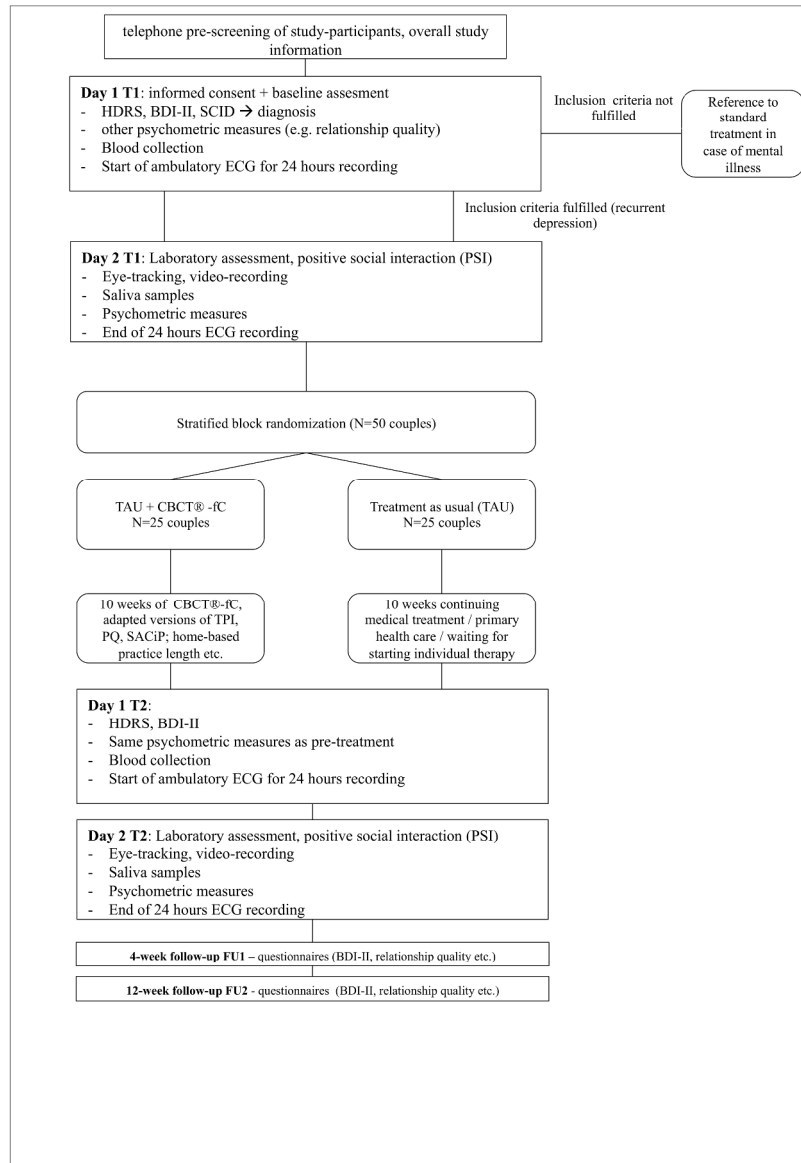 telephone pre-screening of study-participants, overall study
information
Day 1 T1: informed consent + baseline assesment
- HDRS, BDI-II, SCID → diagnosis
- other psychometric measures (e.g. relationship quality)
- Blood collection
- Start of ambulatory ECG for 24 hours recording
Inclusion criteria not
fulfilled
Reference to
standard
treatment in
case of mental
illness
Inclusion criteria fulfilled (recurrent
depression)
Day 2 T1: Laboratory assessment, positive social interaction (PSI)
- Eye-tracking, video-recording
- Saliva samples
- Psychometric measures
- End of 24 hours ECG recording
Stratified block randomization (N=50 couples)
TAU + CBCT® -fC
N=25 couples
Treatment as usual (TAU)
N=25 couples
10 weeks of CBCT®-fC,
adapted versions of TPI,
PQ, SACiP; home-based
practice length etc.
10 weeks continuing
medical treatment / primary
health care / waiting for
starting individual therapy
Day 1 T2:
- HDRS, BDI-II
- Same psychometric measures as pre-treatment
- Blood collection
- Start of ambulatory ECG for 24 hours recording
Day 2 T2: Laboratory assessment, positive social interaction (PSI)
- Eye-tracking, video-recording
- Saliva samples
- Psychometric measures
- End of 24 hours ECG recording
4-week follow-up FU1 – questionnaires (BDI-II, relationship quality etc.)
12-week follow-up FU2 - questionnaires (BDI-II, relationship quality etc.)